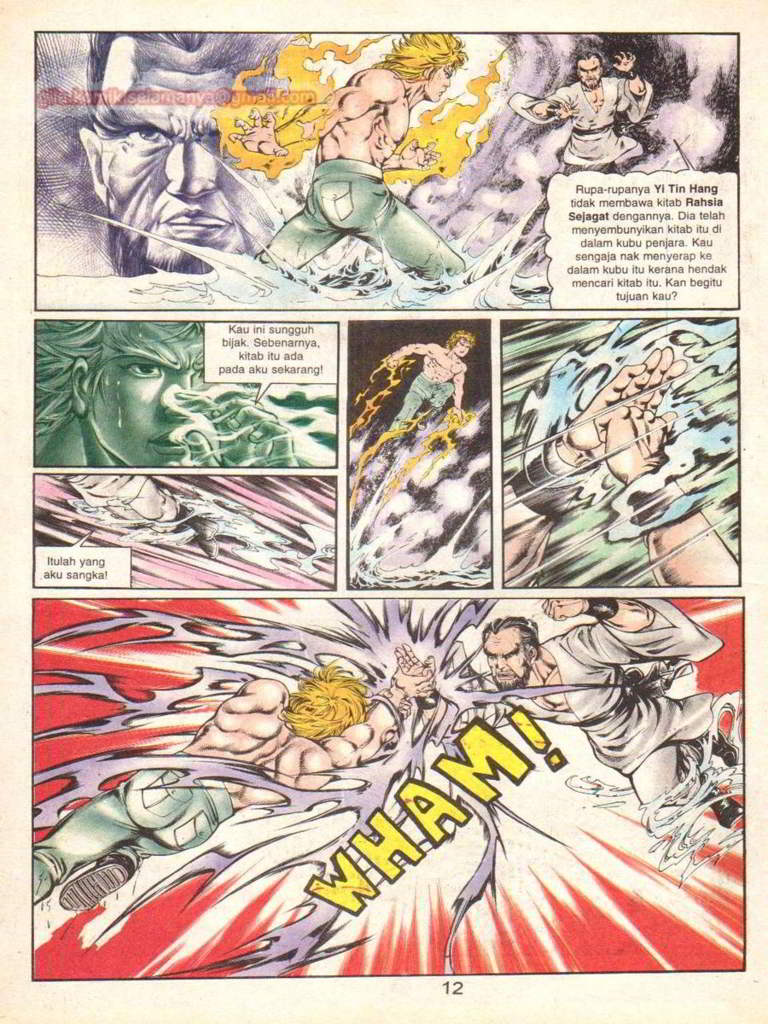 gilakomikselamanya@gmail.com
Rupa-rupanya Yi Tin Hang
tidak membawa kitab Rahsia
Sejagat dengannya. Dia telah
menyembunyikan kitab itu di
dalam kubu penjara. Kau
sengaja nak menyerap ke
dalam kubu itu kerana hendak
mencari kitab itu. Kan begitu
tujuan kau?
Kau ini sungguh
bijak. Sebenarnya,
kitab itu ada
pada aku sekarang!
Itulah yang
aku sangka!
WHAM!
12